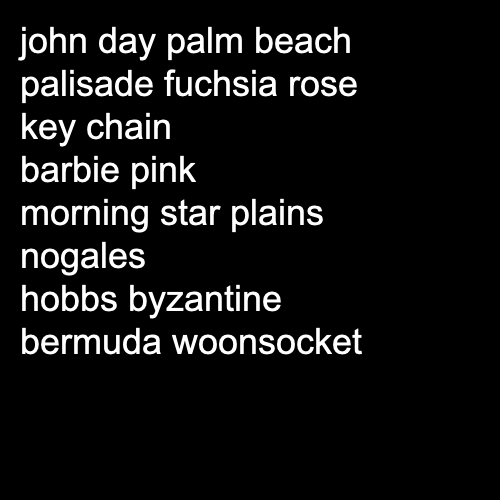 john day palm beach
palisade fuchsia rose
key chain
barbie pink
morning star plains
nogales
hobbs byzantine
bermuda woonsocket